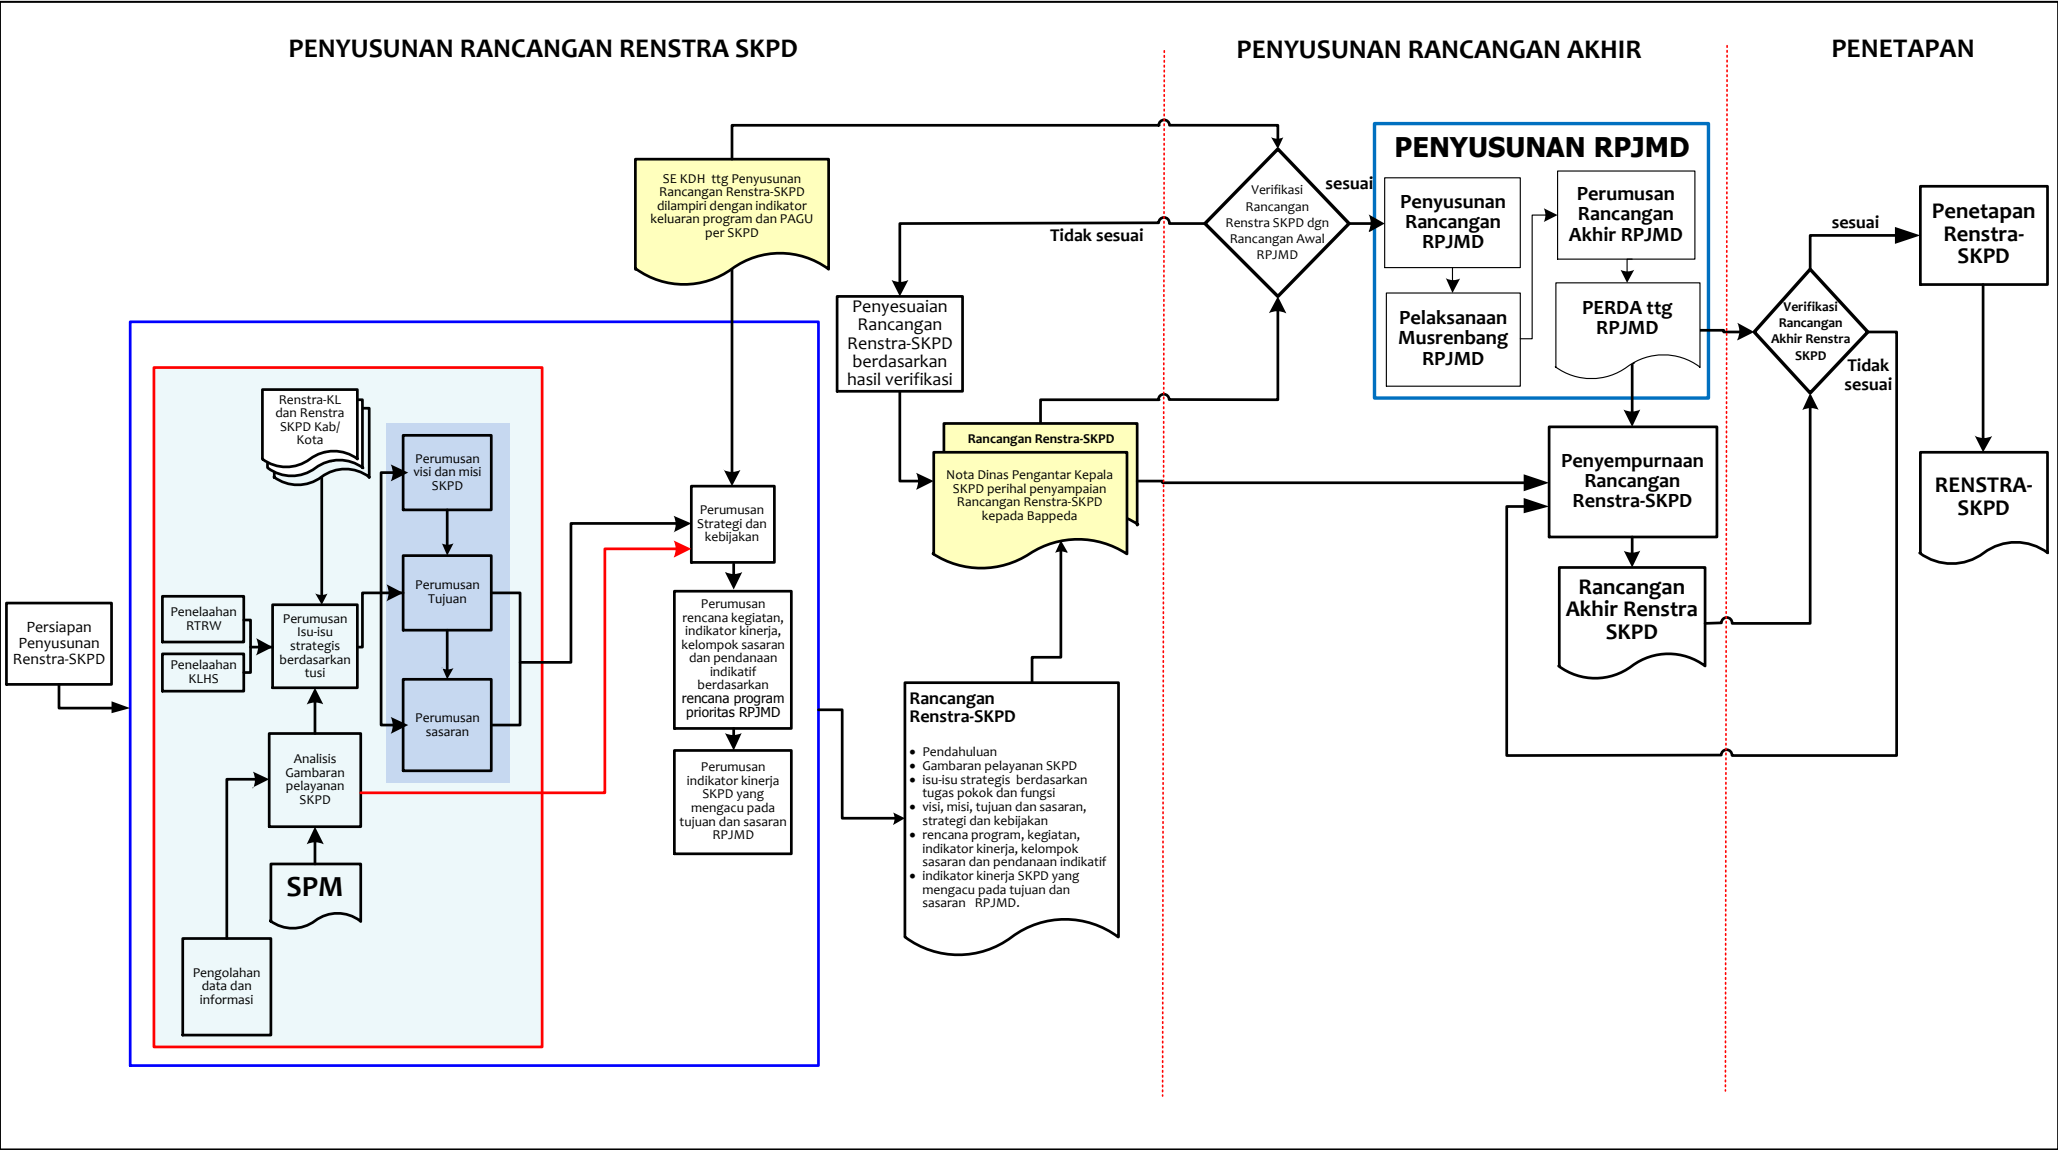 PENYUSUNAN RANCANGAN RENSTRA SKPD
PENYUSUNAN RANCANGAN AKHIR
PENETAPAN
SE KDH ttg Penyusunan
Rancangan Renstra-SKPD
dilampiri dengan indikator
keluaran program dan PAGU
per SKPD
Persiapan
Penyusunan
Renstra-SKPD
Renstra-KL
dan Renstra
SKPD Kab/
Kota
Penelaahan
RTRW
Penelaahan
KLHS
Perumusan
Isu-isu
strategis
berdasarkan
tusi
Analisis
Gambaran
pelayanan
SKPD
SPM
Pengolahan
data dan
informasi
Perumusan
visi dan misi
SKPD
Perumusan
Tujuan
Perumusan
sasaran
Perumusan
Strategi dan
kebijakan
Perumusan
rencana kegiatan,
indikator kinerja,
kelompok sasaran
dan pendanaan
indikatif
berdasarkan
rencana program
prioritas RPJMD
Perumusan
indikator kinerja
SKPD yang
mengacu pada
tujuan dan sasaran
RPJMD
Tidak sesuai
Penyesuaian
Rancangan
Renstra-SKPD
berdasarkan
hasil verifikasi
Rancangan Renstra-SKPD
Nota Dinas Pengantar Kepala
SKPD perihal penyampaian
Rancangan Renstra-SKPD
kepada Bappeda
Rancangan
Renstra-SKPD
• Pendahuluan
• Gambaran pelayanan SKPD
• isu-isu strategis berdasarkan
tugas pokok dan fungsi
• visi, misi, tujuan dan sasaran,
strategi dan kebijakan
• rencana program, kegiatan,
indikator kinerja, kelompok
sasaran dan pendanaan indikatif
• indikator kinerja SKPD yang
mengacu pada tujuan dan
sasaran RPJMD.
Verifikasi
Rancangan
Renstra SKPD dgn
Rancangan Awal
RPJMD
sesuai
PENYUSUNAN RPJMD
Penyusunan
Rancangan
RPJMD
Pelaksanaan
Musrenbang
RPJMD
Perumusan
Rancangan
Akhir RPJMD
PERDA ttg
RPJMD
Penyempurnaan
Rancangan
Renstra-SKPD
Rancangan
Akhir Renstra
SKPD
Verifikasi
Rancangan
Akhir Renstra
SKPD
sesuai
Tidak
sesuai
Penetapan
Renstra-
SKPD
RENSTRA-
SKPD